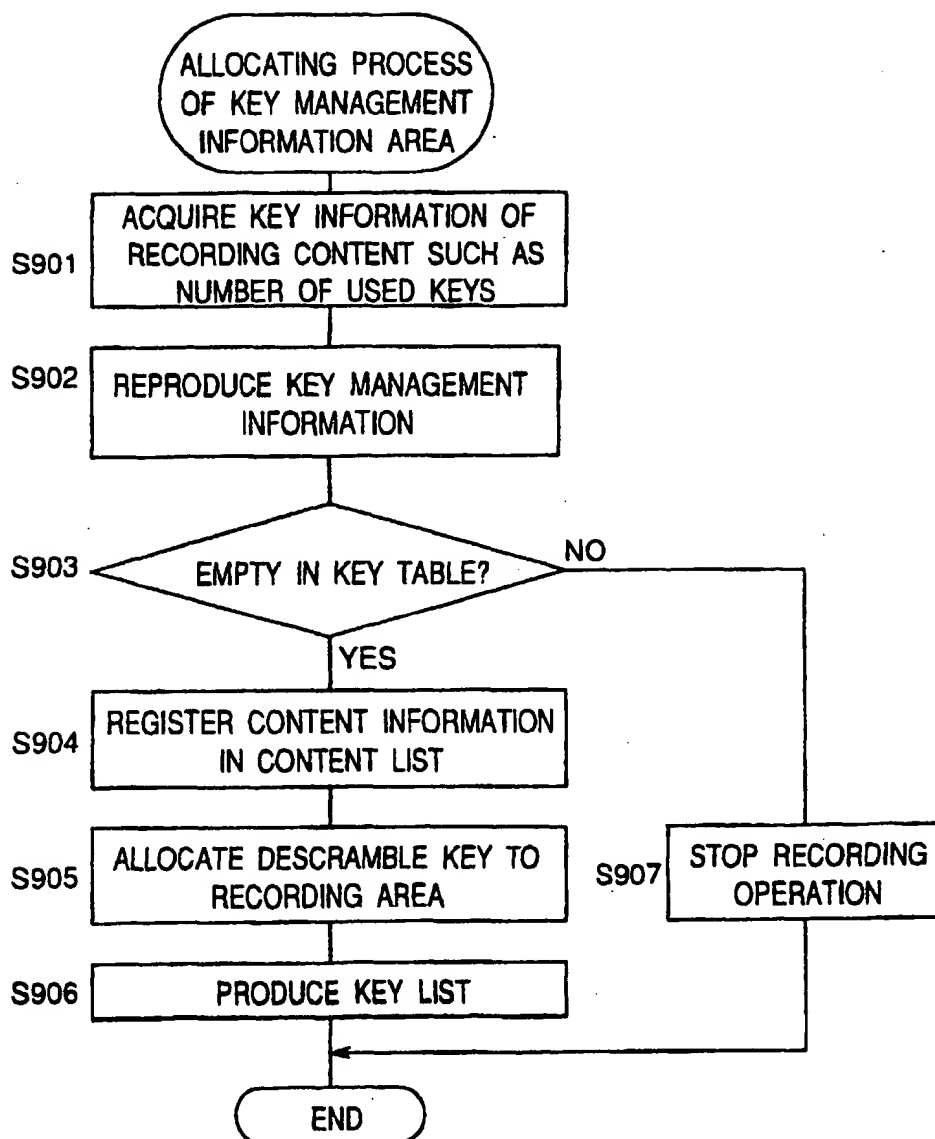 ALLOCATING PROCESS
OF KEY MANAGEMENT
INFORMATION AREA
S901
ACQUIRE KEY INFORMATION OF
RECORDING CONTENT SUCH AS
NUMBER OF USED KEYS
S902
REPRODUCE KEY MANAGEMENT
INFORMATION
S903
EMPTY IN KEY TABLE?
NO
YES
S904
REGISTER CONTENT INFORMATION
IN CONTENT LIST
S905
ALLOCATE DESCRAMBLE KEY TO
RECORDING AREA
S907
STOP RECORDING
OPERATION
S906
PRODUCE KEY LIST
END